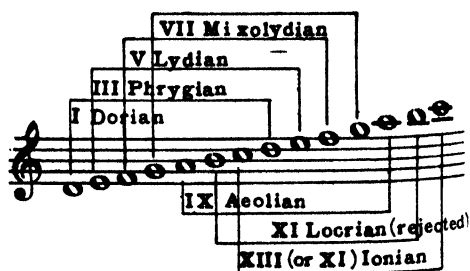 VII Mixolydian
V Lydian
III Phrygian
I Dorian
IX Aeolian
XI Locrian (rejected)
XIII (or XI) Ionian